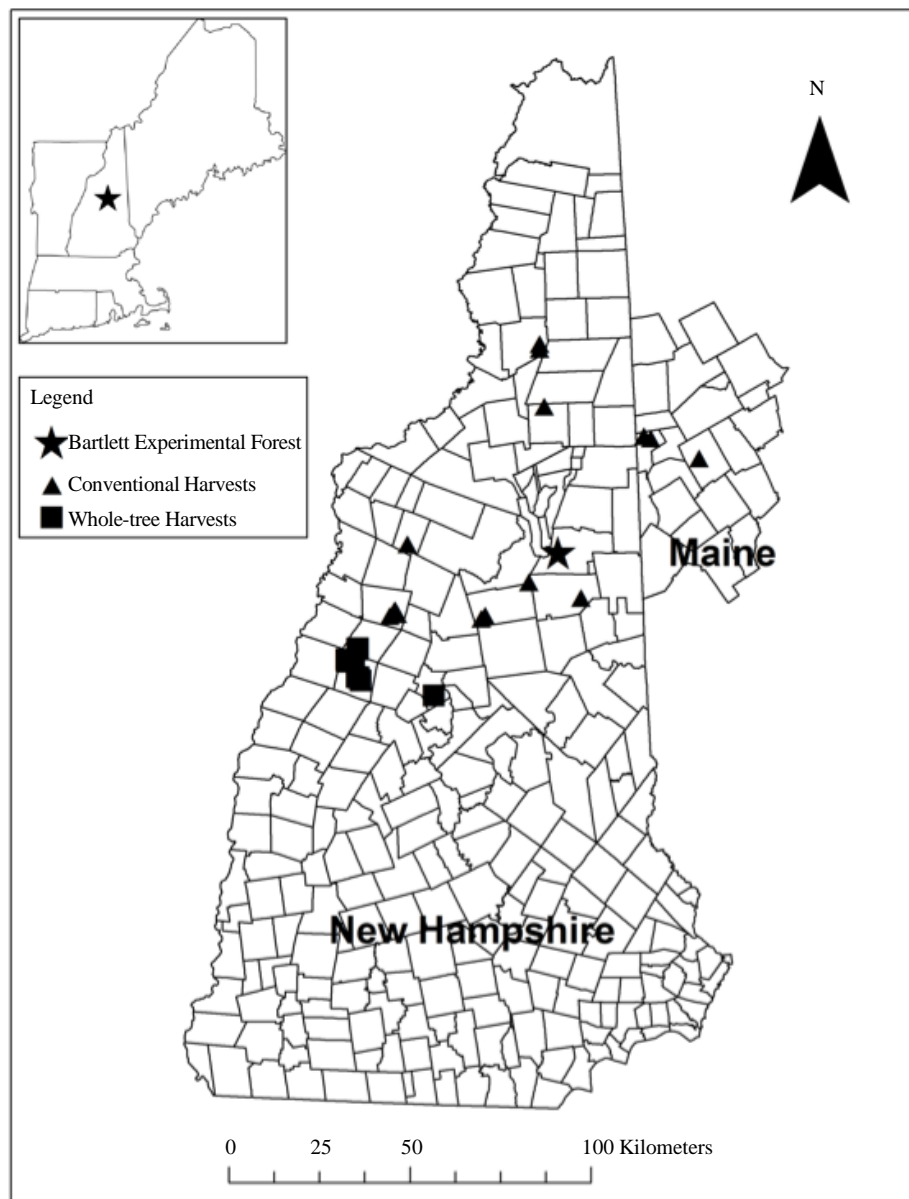 N
Legend
Bartlett Experimental Forest
Conventional Harvests
Whole-tree Harvests
Maine
New Hampshire
0 25 50 100 Kilometers